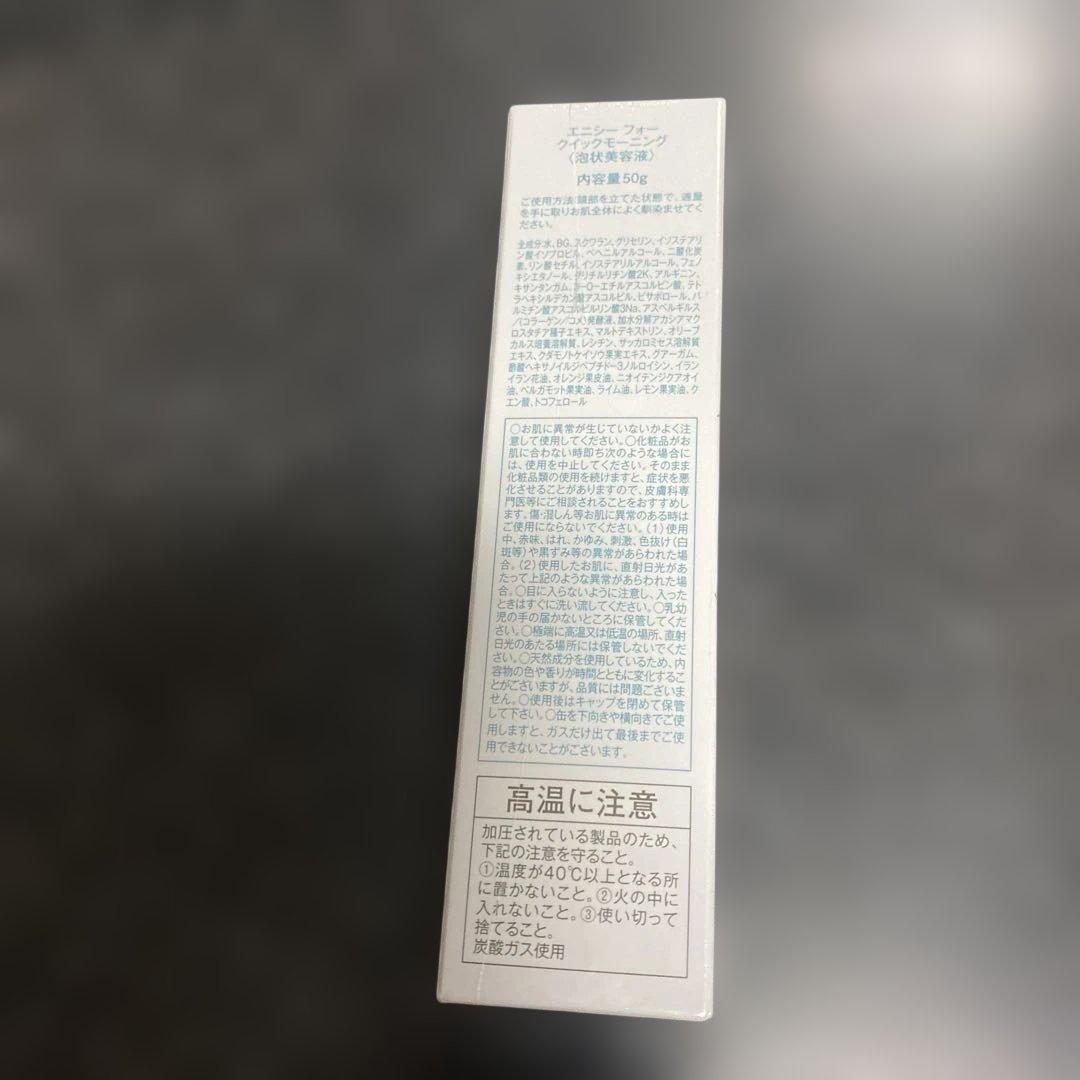 エニシー フォー
クイックモーニング
〈泡状美容液〉
内容量50g
ご使用方法:頭部を立てた状態で、適量
を手に取りお肌全体によく馴染ませてく
ださい。
全成分:水、BG、スクワラン、グリセリン、イソステアリ
ン酸イソプロピル、ベヘニルアルコール、二酸化炭
素、リン酸セチル、イソステアリルアルコール、フェノ
キシエタノール、グリチルリチン酸2K、アルギニン、
キサンタンガム、3-O-エチルアスコルビン酸、テト
ラヘキシルデカン酸アスコルビル、ビサボロール、パ
ルミチン酸アスコルビルリン酸3Na、アスペルギルス
/(コラーゲン/コメ)発酵液、加水分解アカシアマク
ロスタチア種子エキス、マルトデキストリン、オリーブ
カルス培養溶解質、レシチン、サッカロミセス溶解質
エキス、クダモノトケイソウ果実エキス、グアーガム、
酢酸ヘキサノイルジペプチド-3ノルロイシン、イラン
イラン花油、オレンジ果皮油、ニオイテンジクアオイ
油、ベルガモット果実油、ライム油、レモン果実油、ク
エン酸、トコフェロール
○お肌に異常が生じていないかよく注
意して使用してください。○化粧品がお
肌に合わない時即ち次のような場合に
は、使用を中止してください。そのまま
化粧品類の使用を続けますと、症状を悪
化させることがありますので、皮膚科専
門医等にご相談されることをおすすめし
ます。傷・湿しん等お肌に異常のある時は
ご使用にならないでください。(1)使用
中、赤味、はれ、かゆみ、刺激、色抜け(白
斑等)や黒ずみ等の異常があらわれた場
合。(2)使用したお肌に、直射日光があ
たって上記のような異常があらわれた場
合。○目に入らないように注意し、入った
ときはすぐに洗い流してください。○乳幼
児の手の届かないところに保管してくだ
さい。○極端に高温又は低温の場所、直射
日光のあたる場所には保管しないでくだ
さい。○天然成分を使用しているため、内
容物の色や香りが時間とともに変化するこ
とがございますが、品質には問題ございま
せん。○使用後はキャップを閉めて保管
して下さい。○缶を下向きや横向きでご使
用しますと、ガスだけ出て最後までご使
用できないことがございます。
高温に注意
加圧されている製品のため、
下記の注意を守ること。
①温度が40℃以上となる所
に置かないこと。②火の中に
入れないこと。③使い切って
捨てること。
炭酸ガス使用